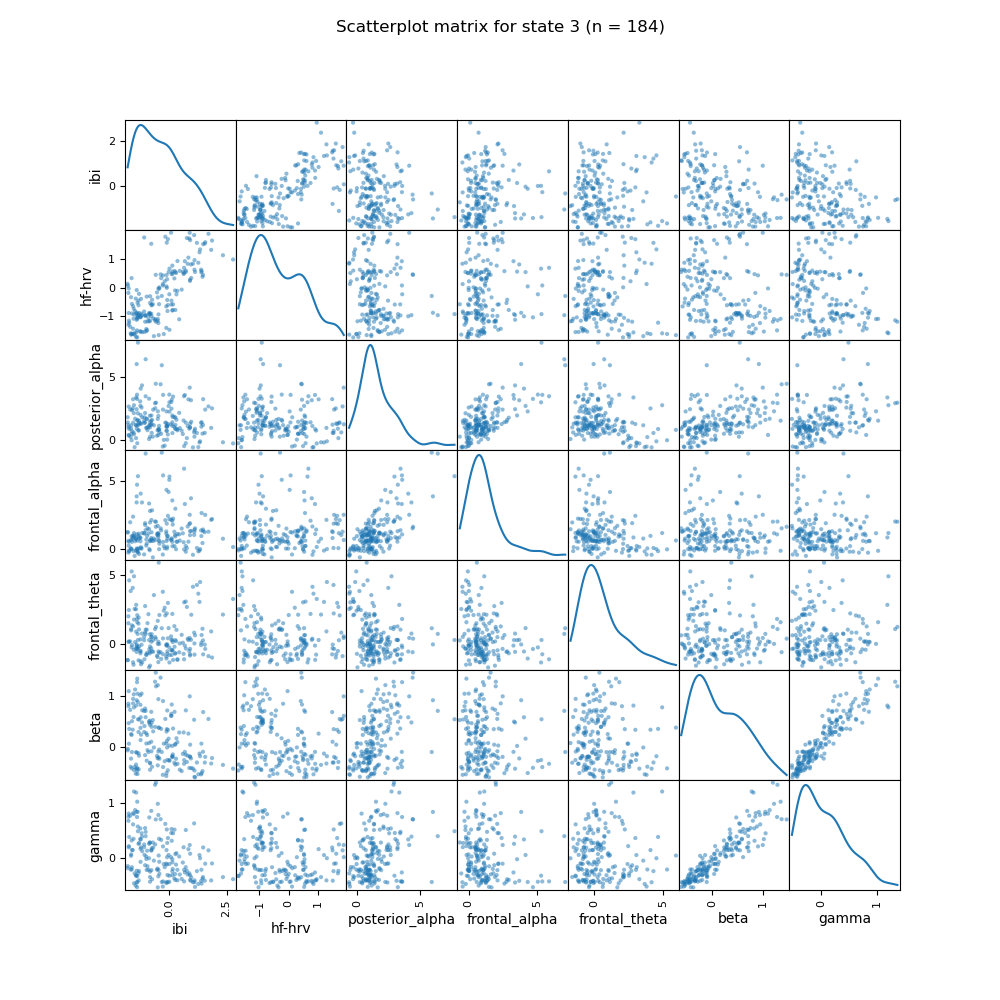 Scatterplot matrix for state 3 (n = 184)
ibi
2
0
hf-hrv
1
0
−1
posterior_alpha
5
0
frontal_alpha
5
0
frontal_theta
5
0
beta
1
0
gamma
1
0
0.0 2.5 −1 0 1 0 5 0 5 0 5 0 1 0 1
ibi hf-hrv posterior_alpha frontal_alpha frontal_theta beta gamma